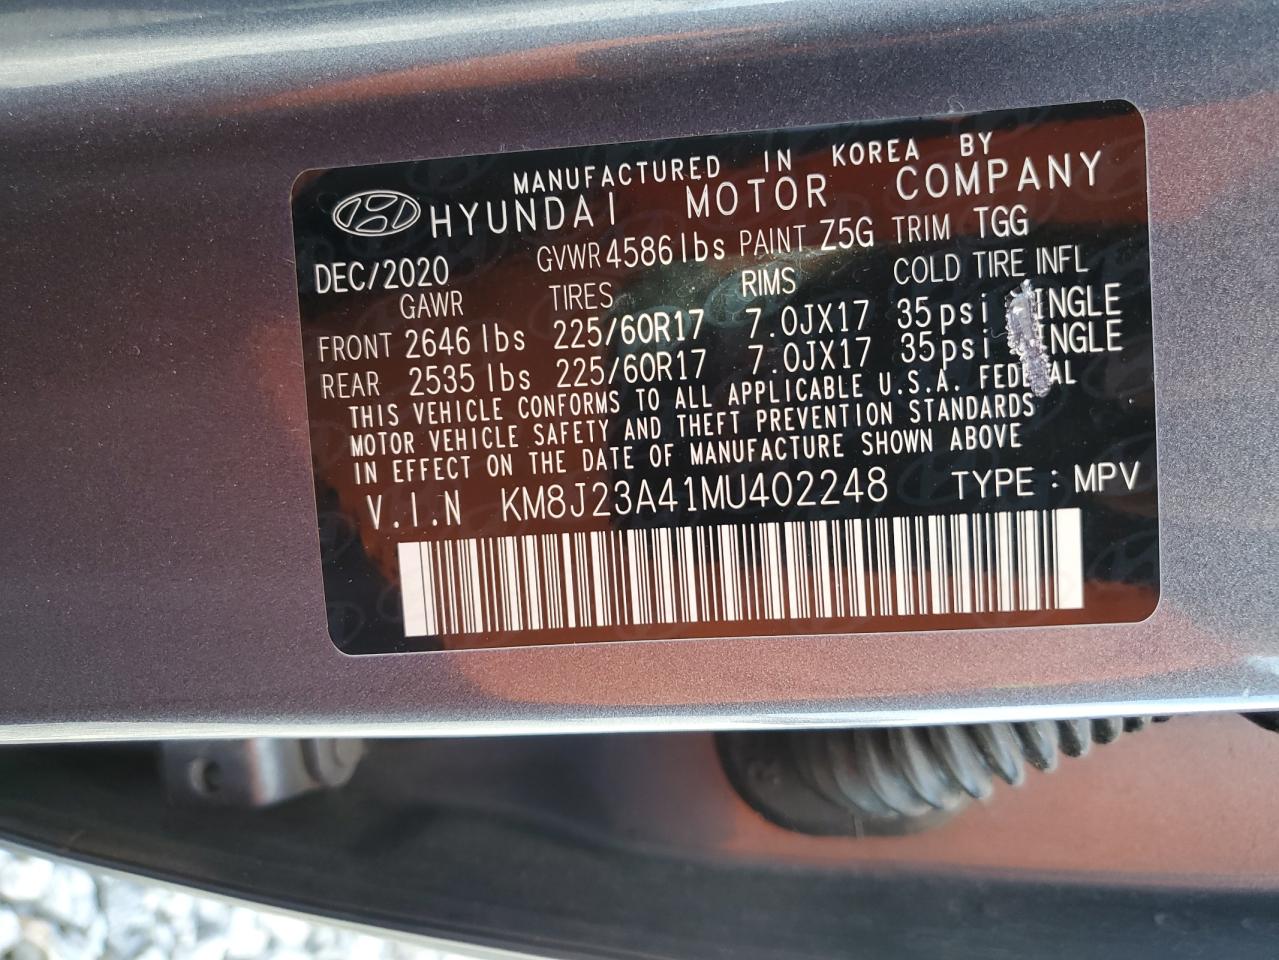 MANUFACTURED IN KOREA BY
HYUNDAI MOTOR COMPANY
DEC/2020 GVWR 4586lbs PAINT Z5G TRIM TGG
GAWR TIRES RIMS COLD TIRE INFL
FRONT 2646 lbs 225/60R17 7.0JX17 35psi INGLE
REAR 2535 lbs 225/60R17 7.0JX17 35psi INGLE
THIS VEHICLE CONFORMS TO ALL APPLICABLE U.S.A. FEDERAL
MOTOR VEHICLE SAFETY AND THEFT PREVENTION STANDARDS
IN EFFECT ON THE DATE OF MANUFACTURE SHOWN ABOVE
V.I.N KM8J23A41MU402248 TYPE : MPV